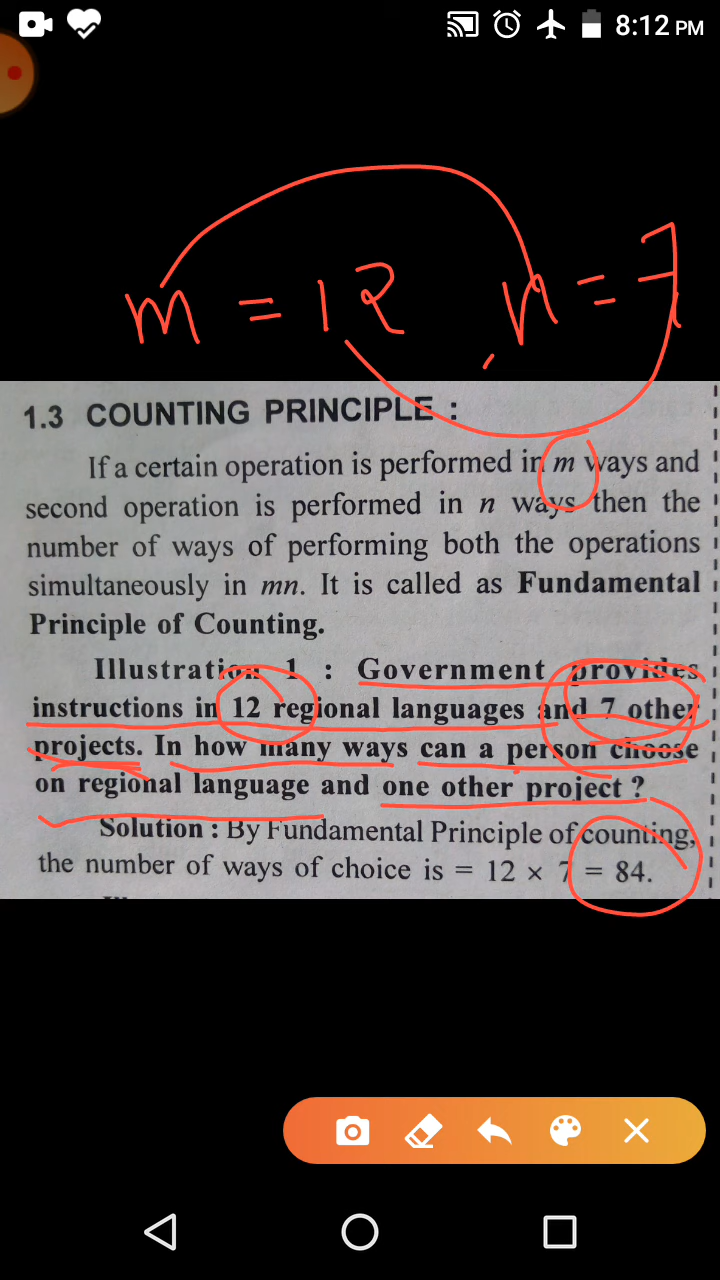 8:12 PM
m = 12 n = 7
1.3 COUNTING PRINCIPLE :
If a certain operation is performed in m ways and
second operation is performed in n ways then the
number of ways of performing both the operations
simultaneously in mn. It is called as Fundamental
Principle of Counting.
Illustration 1 : Government provides
instructions in 12 regional languages and 7 other
projects. In how many ways can a person choose
on regional language and one other project ?
Solution : By Fundamental Principle of counting,
the number of ways of choice is = 12 × 7 = 84.